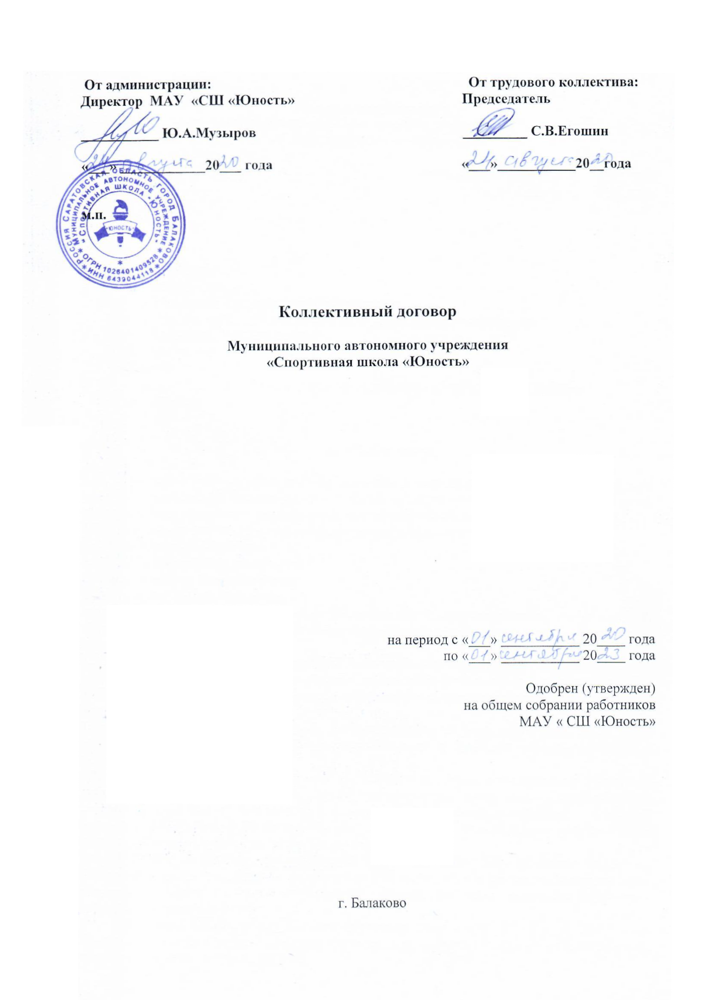 От администрации:
Директор МАУ «СШ «Юность»
Ю.А.Музыров
«24» августа 2020 года
м.п.
От трудового коллектива:
Председатель
С.В.Егошин
«24» августа 2020 года
РОССИЯ САРАТОВСКАЯ ОБЛАСТЬ ГОРОД БАЛАКОВО
МУНИЦИПАЛЬНОЕ АВТОНОМНОЕ УЧРЕЖДЕНИЕ
"СПОРТИВНАЯ ШКОЛА "ЮНОСТЬ"
"ЮНОСТЬ"
* ОГРН 1026401409528 *
* ИНН 6439044118 *
Коллективный договор
Муниципального автономного учреждения
«Спортивная школа «Юность»
на период с «01» сентября 2020 года
по «01» сентября 2023 года
Одобрен (утвержден)
на общем собрании работников
МАУ « СШ «Юность»
г. Балаково